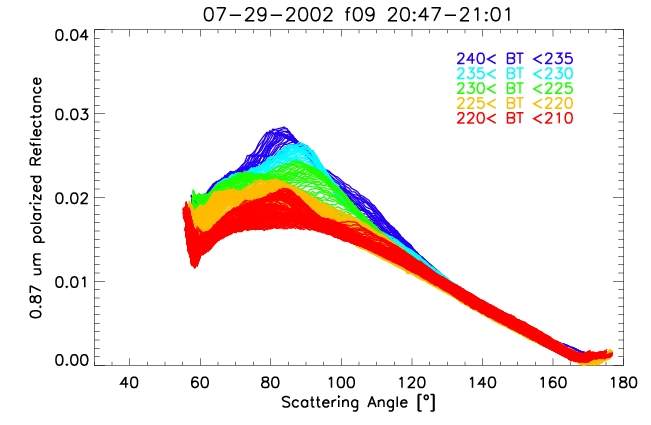 07-29-2002 f09 20:47-21:01
0.04
240< BT <235
235< BT <230
230< BT <225
225< BT <220
220< BT <210
0.03
0.02
0.01
0.00
0.87 um polarized Reflectance
40 60 80 100 120 140 160 180
Scattering Angle [°]